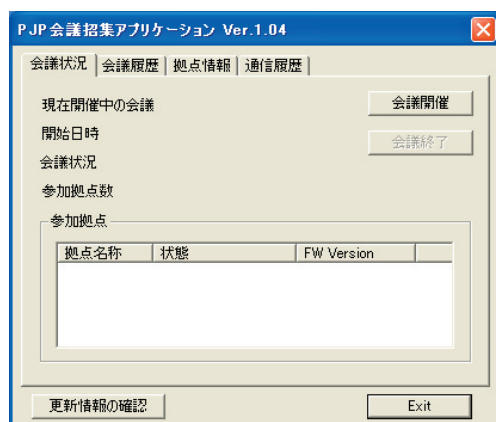 PJP会議招集アプリケーション Ver.1.04
会議状況 会議履歴 拠点情報 通信履歴
現在開催中の会議 会議開催
開始日時
会議終了
会議状況
参加拠点数
参加拠点
拠点名称 状態 FW Version
更新情報の確認 Exit